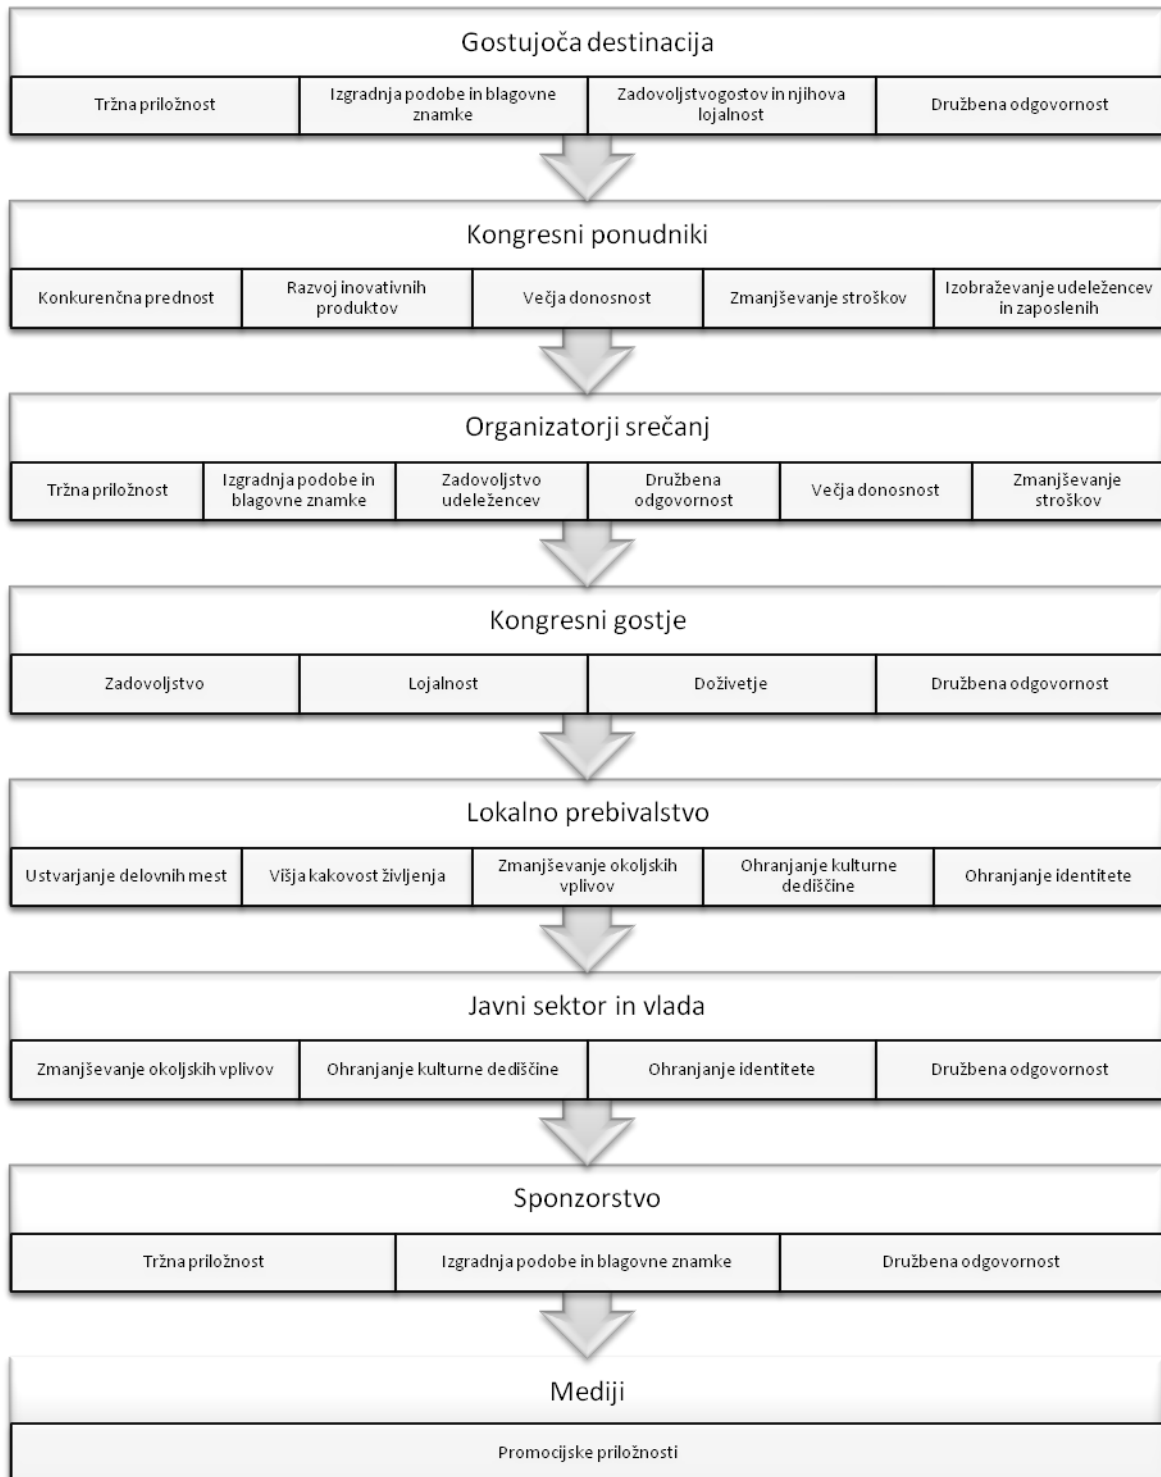 Gostujoča destinacija
Tržna priložnost
Izgradnja podobe in blagovne
znamke
Zadovoljstvogostov in njihova
lojalnost
Družbena odgovornost
Kongresni ponudniki
Konkurenčna prednost
Razvoj inovativnih
produktov
Večja donosnost
Zmanjševanje stroškov
Izobraževanje udeležencev
in zaposlenih
Organizatorji srečanj
Tržna priložnost
Izgradnja podobe in
blagovne znamke
Zadovoljstvo
udeležencev
Družbena
odgovornost
Večja donosnost
Zmanjševanje
stroškov
Kongresni gostje
Zadovoljstvo
Lojalnost
Doživetje
Družbena odgovornost
Lokalno prebivalstvo
Ustvarjanje delovnih mest
Višja kakovost življenja
Zmanjševanje okoljskih
vplivov
Ohranjanje kulturne
dediščine
Ohranjanje identitete
Javni sektor in vlada
Zmanjševanje okoljskih vplivov
Ohranjanje kulturne dediščine
Ohranjanje identitete
Družbena odgovornost
Sponzorstvo
Tržna priložnost
Izgradnja podobe in blagovne znamke
Družbena odgovornost
Mediji
Promocijske priložnosti